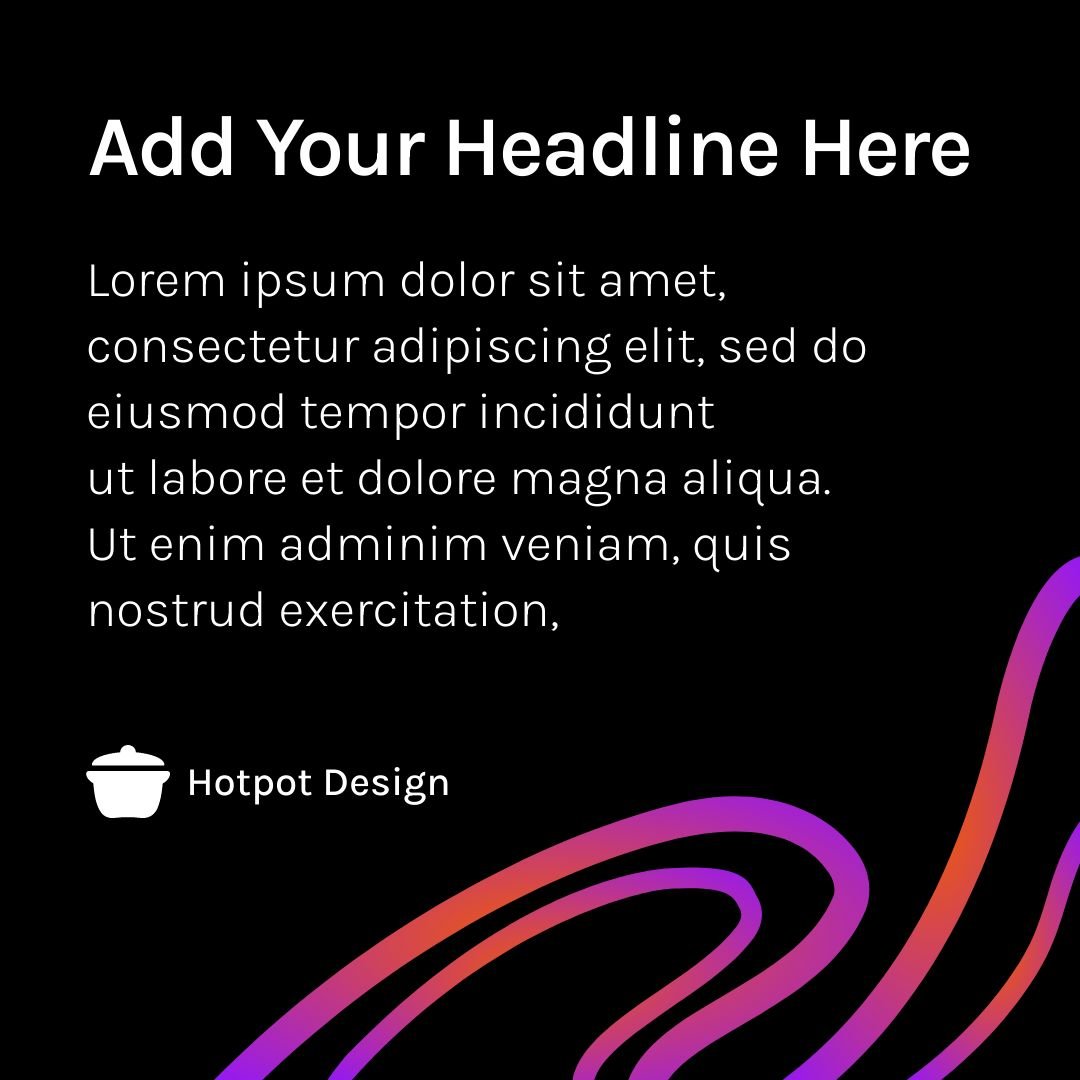 Add Your Headline Here
Lorem ipsum dolor sit amet,
consectetur adipiscing elit, sed do
eiusmod tempor incididunt
ut labore et dolore magna aliqua.
Ut enim adminim veniam, quis
nostrud exercitation,
Hotpot Design